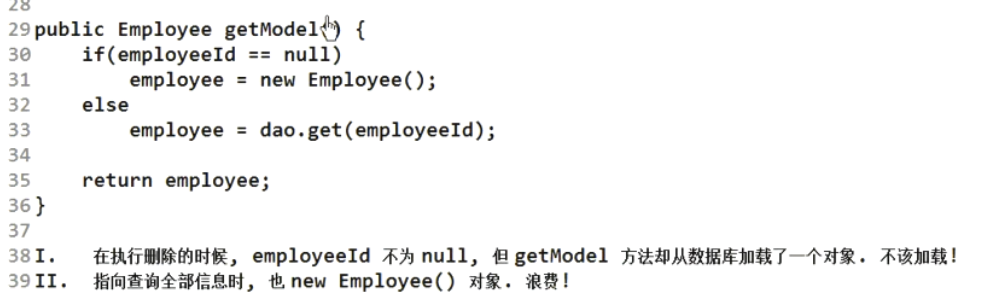 28
29 public Employee getModel() {
30     if(employeeId == null)
31         employee = new Employee();
32     else
33         employee = dao.get(employeeId);
34
35     return employee;
36 }
37
38 I.   在执行删除的时候, employeeId 不为 null, 但 getModel 方法却从数据库加载了一个对象. 不该加载!
39 II.  指向查询全部信息时, 也 new Employee() 对象. 浪费!